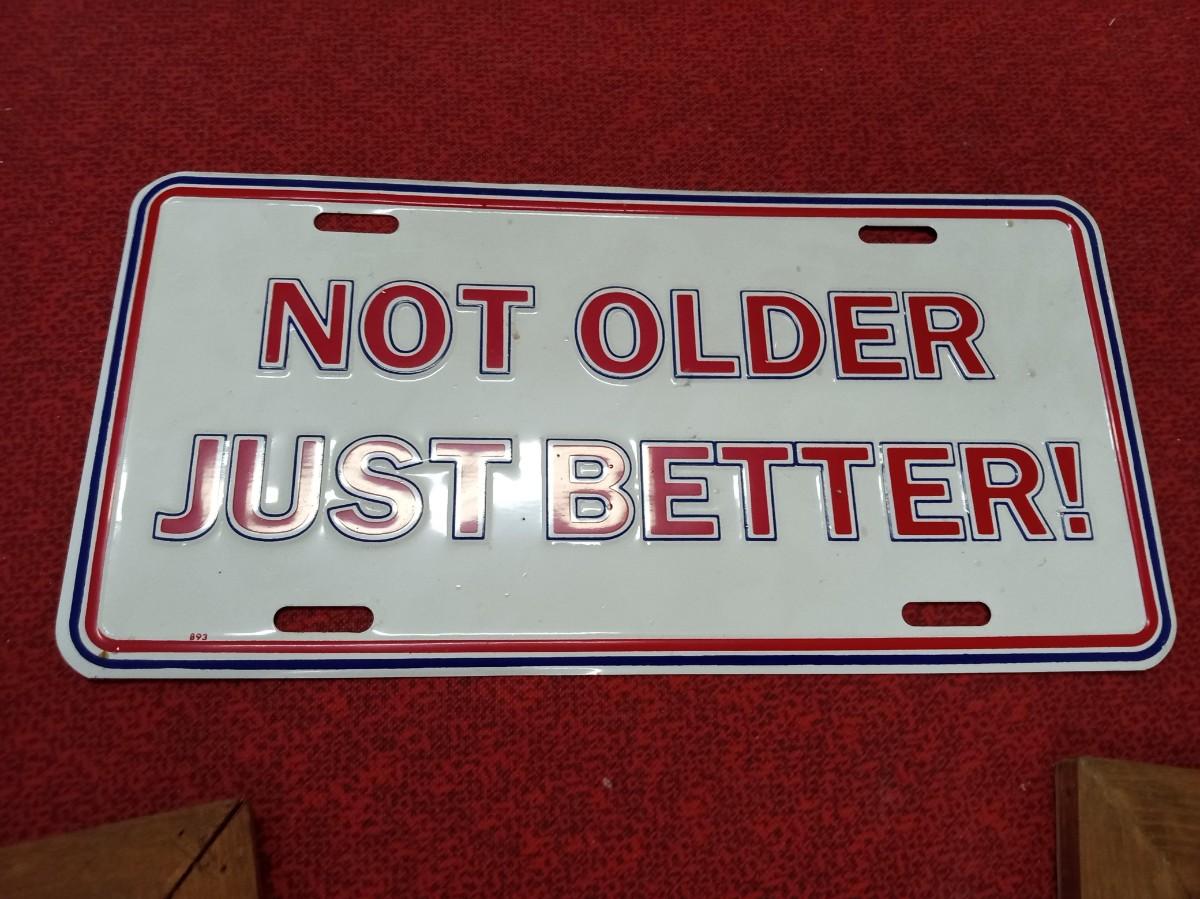 NOT OLDER
JUST BETTER!
893